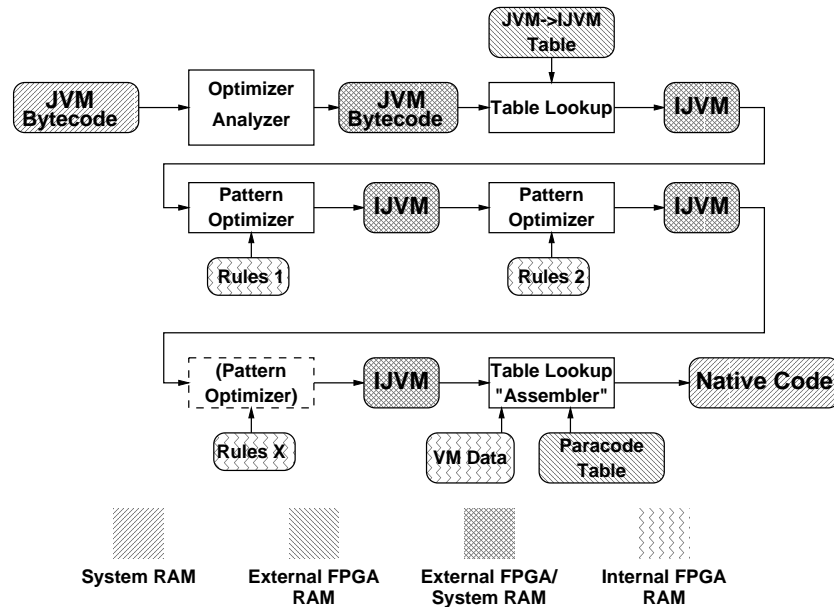 JVM->IJVM
Table
JVM
Bytecode
Optimizer
Analyzer
JVM
Bytecode
Table Lookup
IJVM
Pattern
Optimizer
IJVM
Pattern
Optimizer
IJVM
Rules 1
Rules 2
(Pattern
Optimizer)
IJVM
Table Lookup
"Assembler"
Native Code
Rules X
VM Data
Paracode
Table
System RAM
External FPGA
RAM
External FPGA/
System RAM
Internal FPGA
RAM